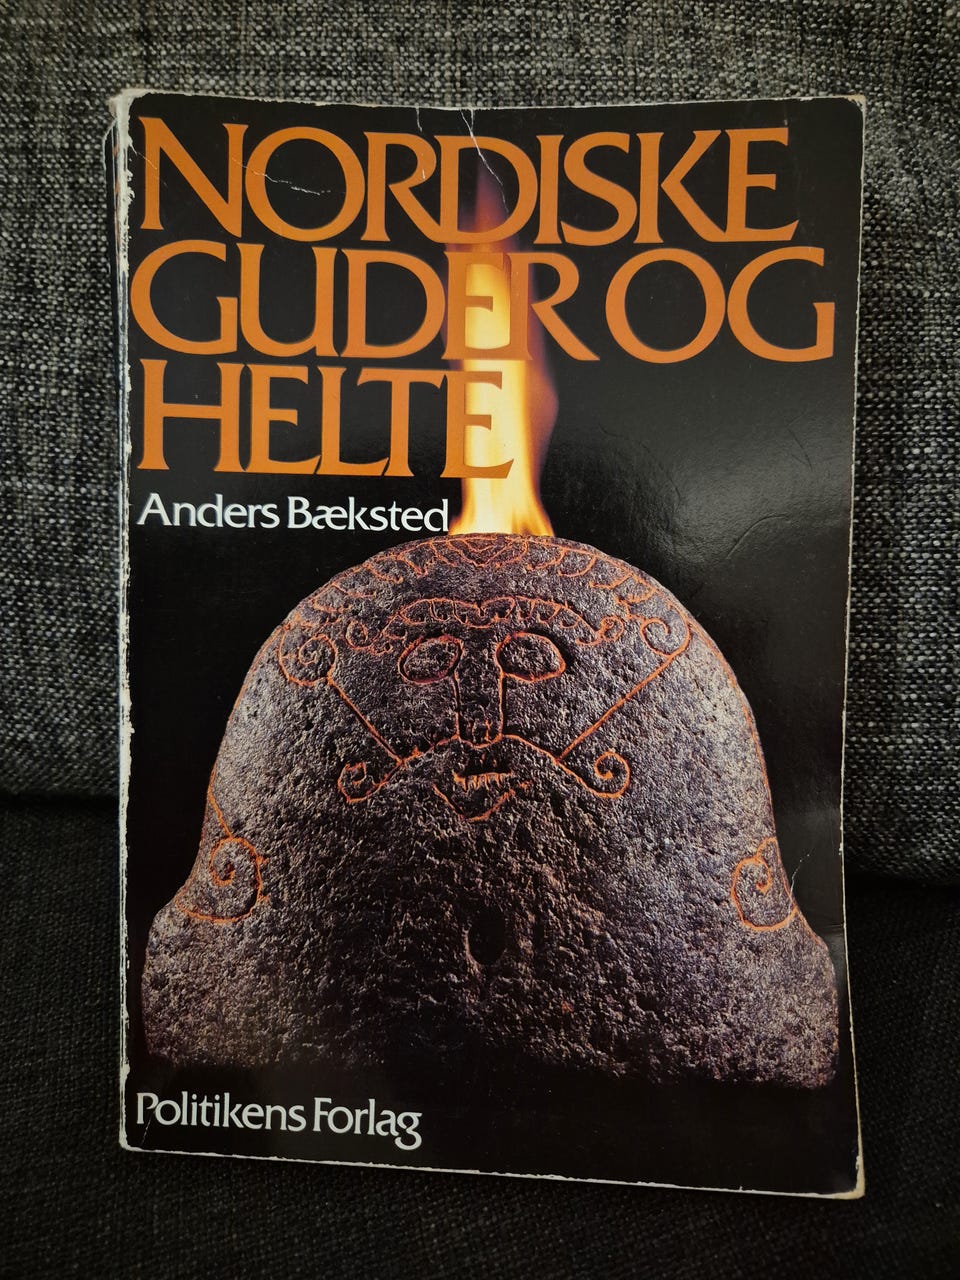 NORDISKE
GUDER OG
HELTE
Anders Bæksted
Politikens Forlag